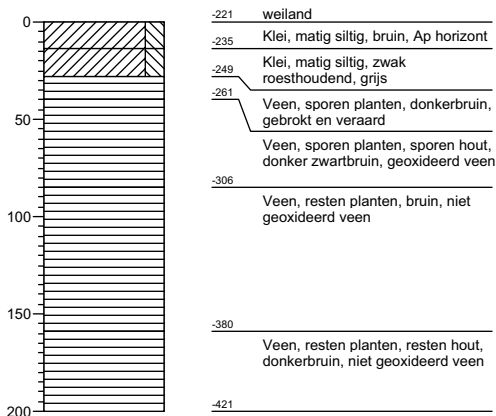 0
50
100
150
200
-221 weiland
-235 Klei, matig siltig, bruin, Ap horizont
-249 Klei, matig siltig, zwak
roesthoudend, grijs
-261 Veen, sporen planten, donkerbruin,
gebrokt en veraard
Veen, sporen planten, sporen hout,
donker zwartbruin, geoxideerd veen
-306
Veen, resten planten, bruin, niet
geoxideerd veen
-380
Veen, resten planten, resten hout,
donkerbruin, niet geoxideerd veen
-421